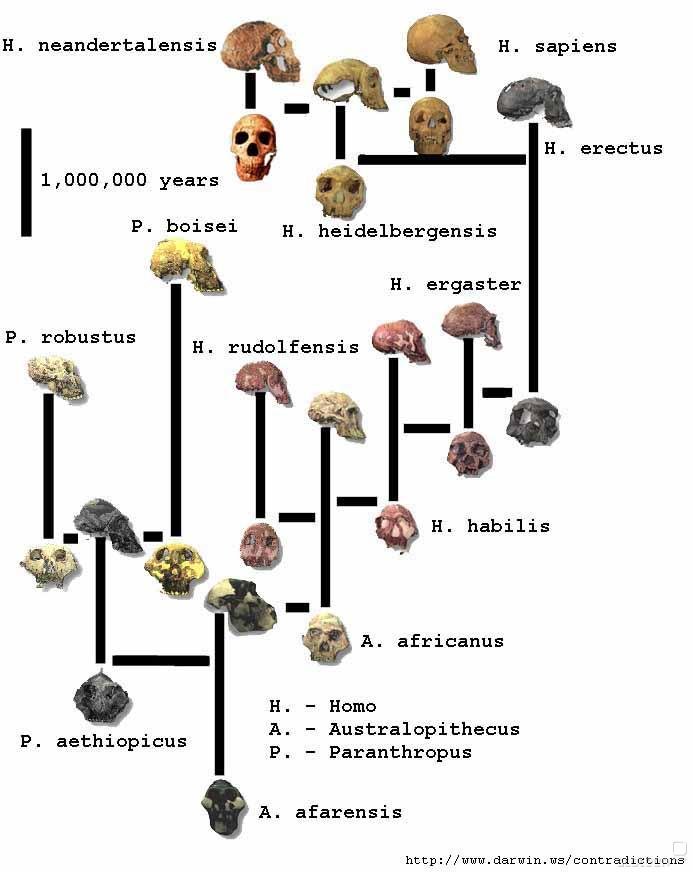 H. neandertalensis
H. sapiens
H. erectus
1,000,000 years
P. boisei
H. heidelbergensis
H. ergaster
P. robustus
H. rudolfensis
H. habilis
A. africanus
H. - Homo
A. - Australopithecus
P. - Paranthropus
P. aethiopicus
A. afarensis
http://www.darwin.ws/contradictions